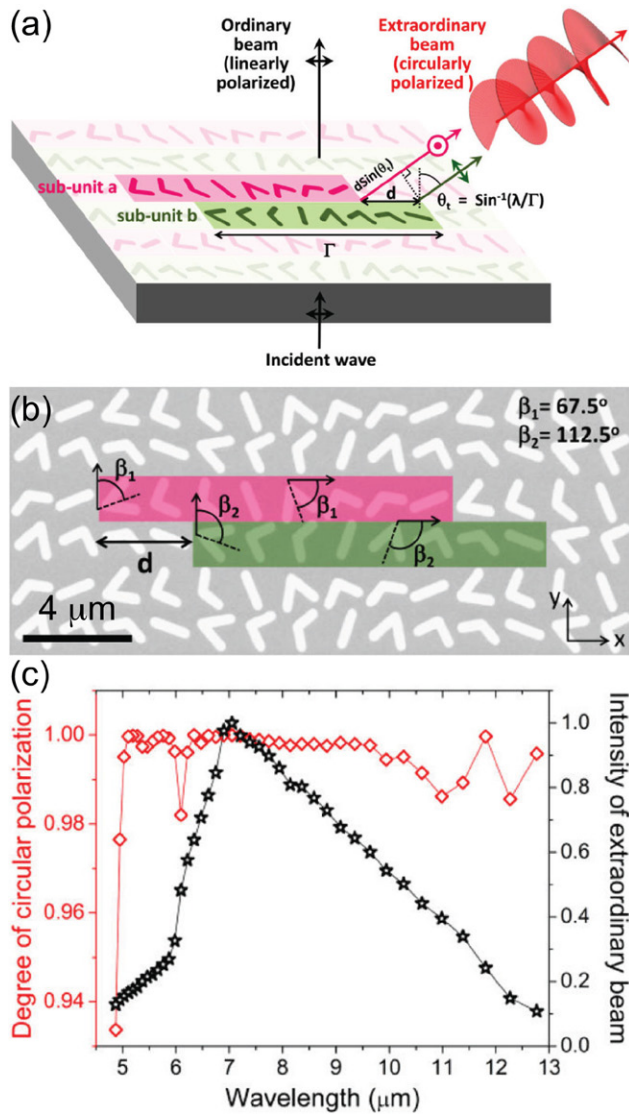 (a)
Ordinary
beam
(linearly
polarized)
Extraordinary
beam
(circularly
polarized )
sub-unit a
sub-unit b
dSin(θt)
d
θt = Sin-1(λ/Γ)
Γ
Incident wave
(b)
β1= 67.5o
β2= 112.5o
β1
β2
β1
β2
d
4 μm
y
x
(c)
Degree of circular polarization
1.00
0.98
0.96
0.94
Intensity of extraordinary beam
1.0
0.8
0.6
0.4
0.2
0.0
5 6 7 8 9 10 11 12 13
Wavelength (μm)